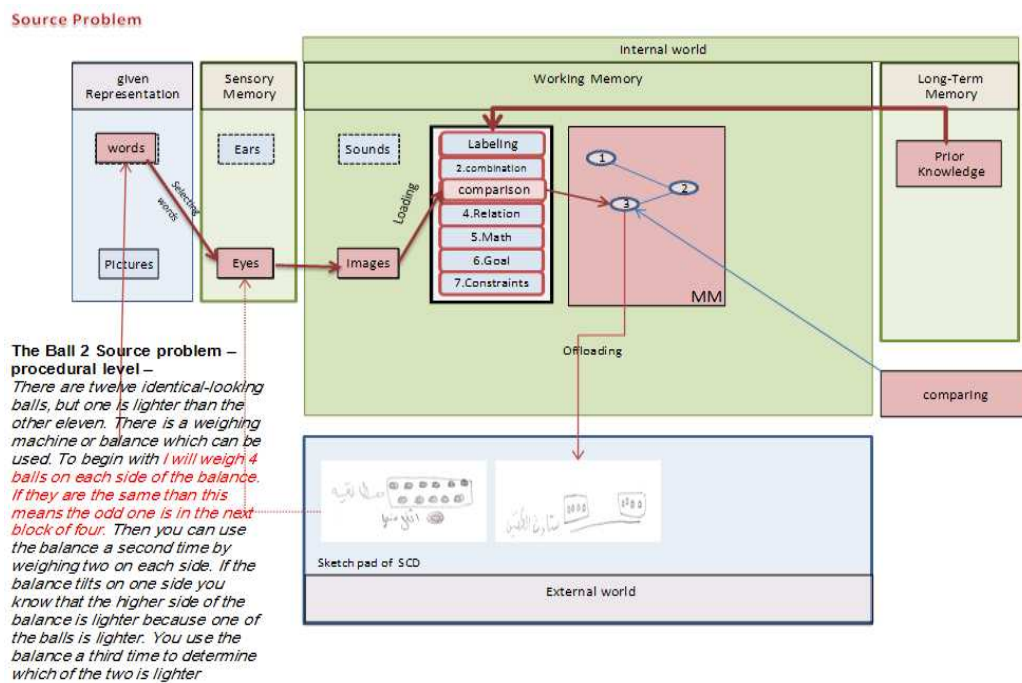 Source Problem
Internal world
given
Representation
Sensory
Memory
Working Memory
Long-Term
Memory
words
Ears
Sounds
Labeling
2.combination
comparison
4.Relation
5.Math
6.Goal
7.Constraints
1
2
3
MM
Prior
Knowledge
Selecting
words
Loading
Pictures
Eyes
Images
Offloading
comparing
The Ball 2 Source problem –
procedural level –
There are twelve identical-looking
balls, but one is lighter than the
other eleven. There is a weighing
machine or balance which can be
used. To begin with I will weigh 4
balls on each side of the balance.
If they are the same than this
means the odd one is in the next
block of four. Then you can use
the balance a second time by
weighing two on each side. If the
balance tilts on one side you
know that the higher side of the
balance is lighter because one of
the balls is lighter. You use the
balance a third time to determine
which of the two is lighter
Sketch pad of SCD
External world